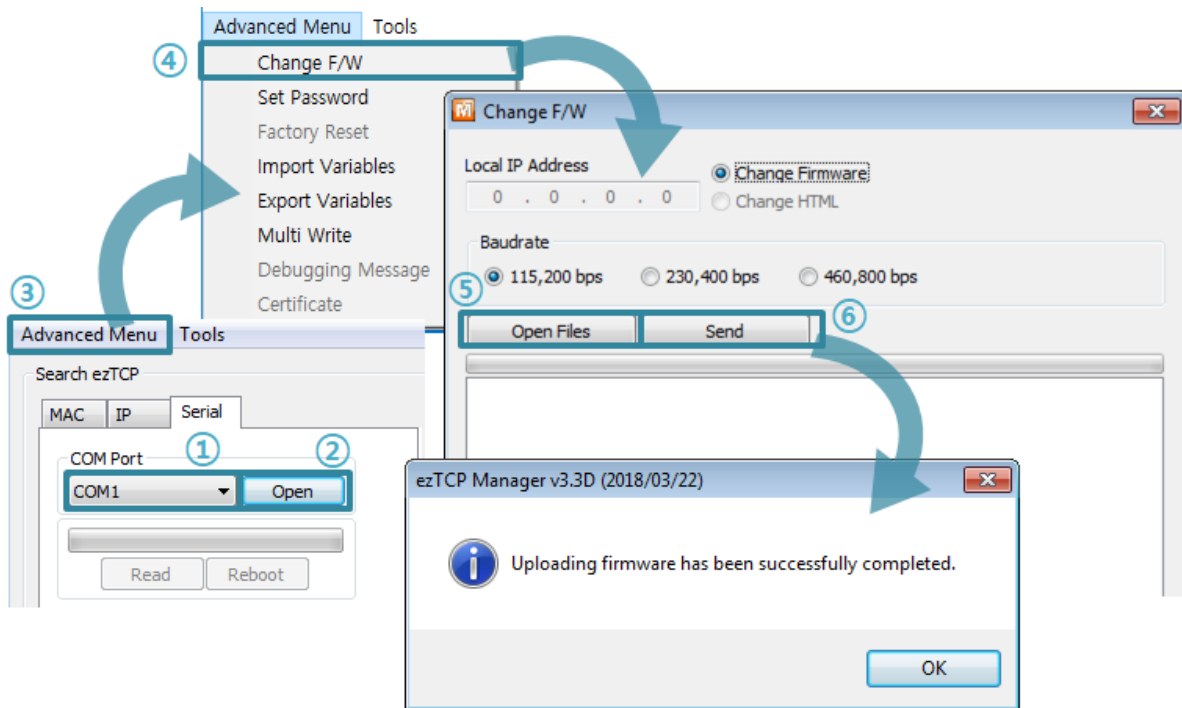 Advanced Menu Tools
④ Change F/W
Set Password
Factory Reset
Import Variables
Export Variables
Multi Write
Debugging Message
Certificate
③
Advanced Menu Tools
Search ezTCP
MAC IP Serial
① ②
COM Port
COM1 Open
Read Reboot
Change F/W
Local IP Address
0 . 0 . 0 . 0
Change Firmware
Change HTML
Baudrate
115,200 bps 230,400 bps 460,800 bps
⑤ ⑥
Open Files Send
ezTCP Manager v3.3D (2018/03/22)
Uploading firmware has been successfully completed.
OK